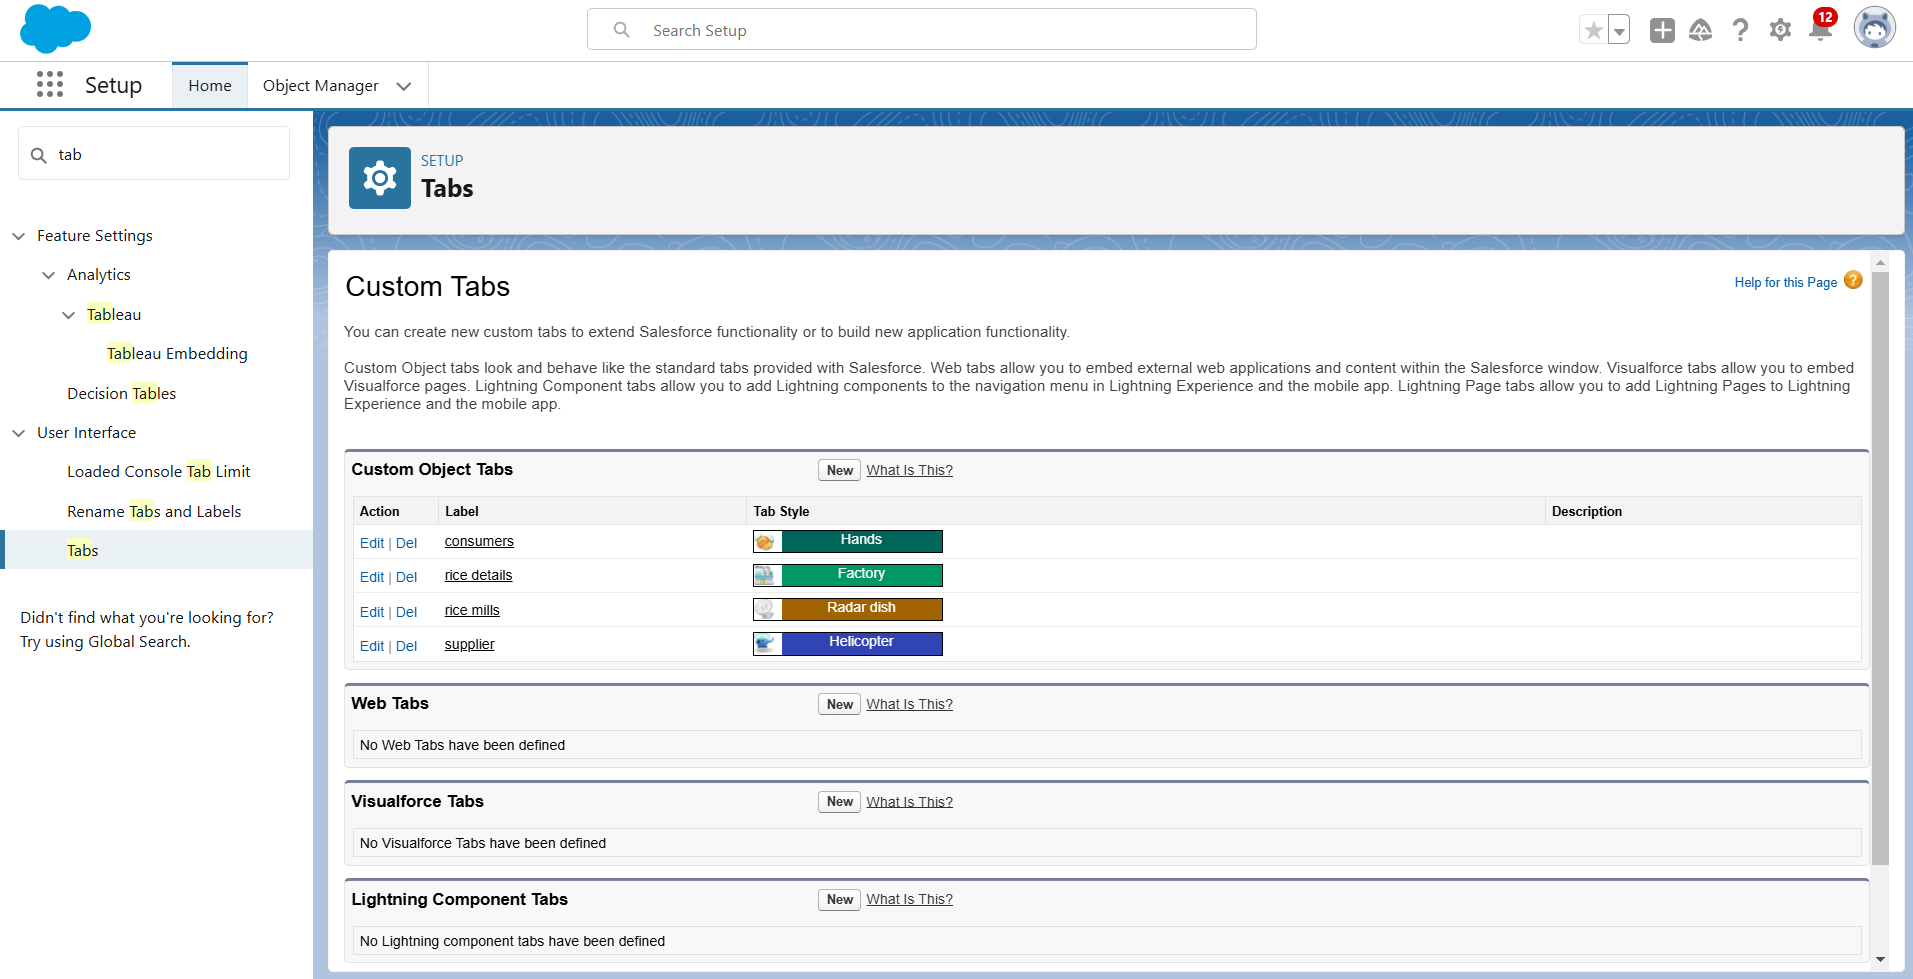 Search Setup
12
Setup
Home
Object Manager
tab
Feature Settings
Analytics
Tableau
Tableau Embedding
Decision Tables
User Interface
Loaded Console Tab Limit
Rename Tabs and Labels
Tabs
Didn't find what you're looking for?
Try using Global Search.
SETUP
Tabs
Custom Tabs
Help for this Page ?
You can create new custom tabs to extend Salesforce functionality or to build new application functionality.
Custom Object tabs look and behave like the standard tabs provided with Salesforce. Web tabs allow you to embed external web applications and content within the Salesforce window. Visualforce tabs allow you to embed
Visualforce pages. Lightning Component tabs allow you to add Lightning components to the navigation menu in Lightning Experience and the mobile app. Lightning Page tabs allow you to add Lightning Pages to Lightning
Experience and the mobile app.
Custom Object Tabs New What Is This?
Action Label Tab Style Description
Edit | Del consumers Hands
Edit | Del rice details Factory
Edit | Del rice mills Radar dish
Edit | Del supplier Helicopter
Web Tabs New What Is This?
No Web Tabs have been defined
Visualforce Tabs New What Is This?
No Visualforce Tabs have been defined
Lightning Component Tabs New What Is This?
No Lightning component tabs have been defined